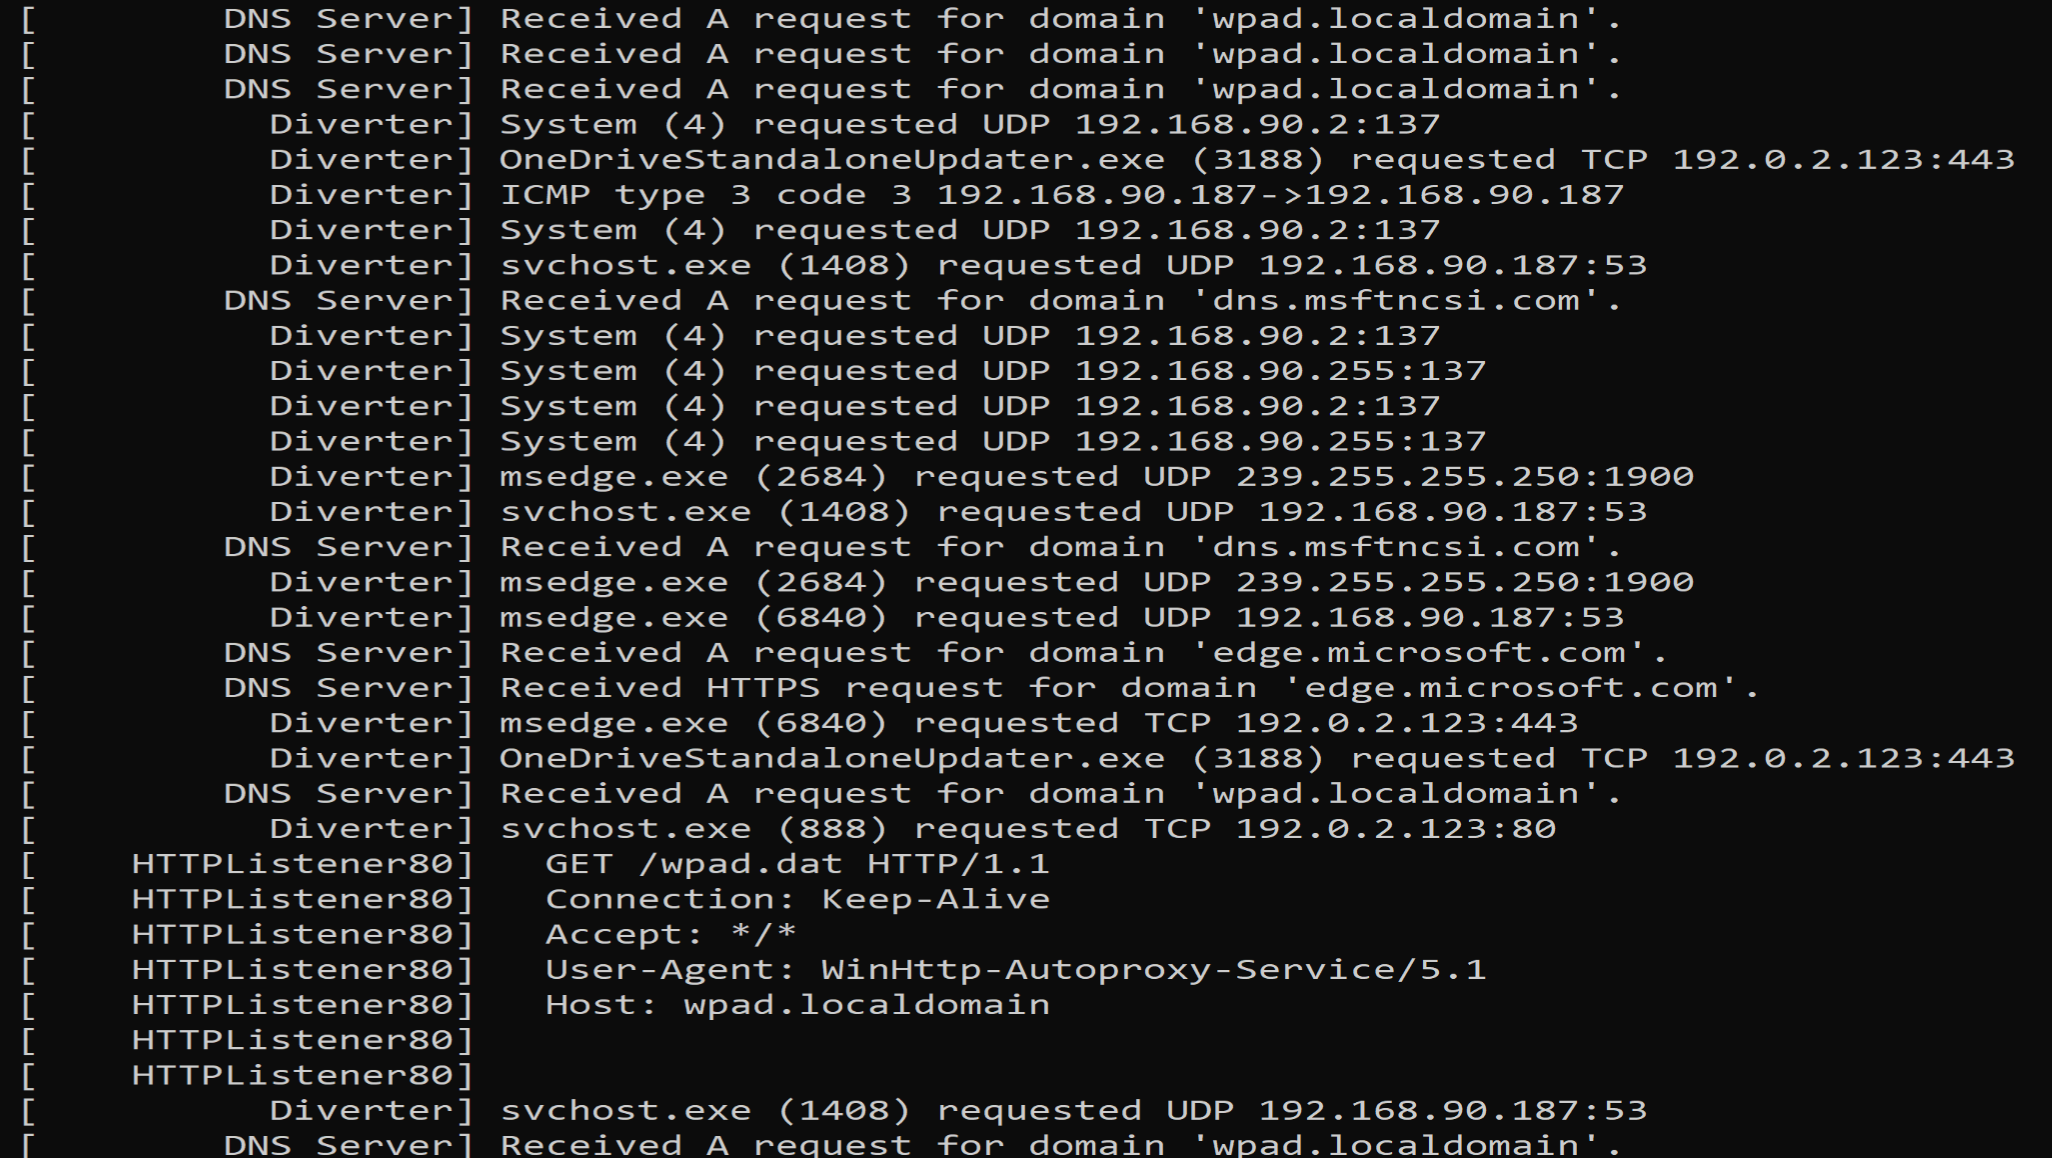 [ DNS Server] Received A request for domain 'wpad.localdomain'.
[ DNS Server] Received A request for domain 'wpad.localdomain'.
[ DNS Server] Received A request for domain 'wpad.localdomain'.
[ Diverter] System (4) requested UDP 192.168.90.2:137
[ Diverter] OneDriveStandaloneUpdater.exe (3188) requested TCP 192.0.2.123:443
[ Diverter] ICMP type 3 code 3 192.168.90.187->192.168.90.187
[ Diverter] System (4) requested UDP 192.168.90.2:137
[ Diverter] svchost.exe (1408) requested UDP 192.168.90.187:53
[ DNS Server] Received A request for domain 'dns.msftncsi.com'.
[ Diverter] System (4) requested UDP 192.168.90.2:137
[ Diverter] System (4) requested UDP 192.168.90.255:137
[ Diverter] System (4) requested UDP 192.168.90.2:137
[ Diverter] System (4) requested UDP 192.168.90.255:137
[ Diverter] msedge.exe (2684) requested UDP 239.255.255.250:1900
[ Diverter] svchost.exe (1408) requested UDP 192.168.90.187:53
[ DNS Server] Received A request for domain 'dns.msftncsi.com'.
[ Diverter] msedge.exe (2684) requested UDP 239.255.255.250:1900
[ Diverter] msedge.exe (6840) requested UDP 192.168.90.187:53
[ DNS Server] Received A request for domain 'edge.microsoft.com'.
[ DNS Server] Received HTTPS request for domain 'edge.microsoft.com'.
[ Diverter] msedge.exe (6840) requested TCP 192.0.2.123:443
[ Diverter] OneDriveStandaloneUpdater.exe (3188) requested TCP 192.0.2.123:443
[ DNS Server] Received A request for domain 'wpad.localdomain'.
[ Diverter] svchost.exe (888) requested TCP 192.0.2.123:80
[ HTTPListener80] GET /wpad.dat HTTP/1.1
[ HTTPListener80] Connection: Keep-Alive
[ HTTPListener80] Accept: */*
[ HTTPListener80] User-Agent: WinHttp-Autoproxy-Service/5.1
[ HTTPListener80] Host: wpad.localdomain
[ HTTPListener80]
[ HTTPListener80]
[ Diverter] svchost.exe (1408) requested UDP 192.168.90.187:53
[ DNS Server] Received A request for domain 'wpad.localdomain'.